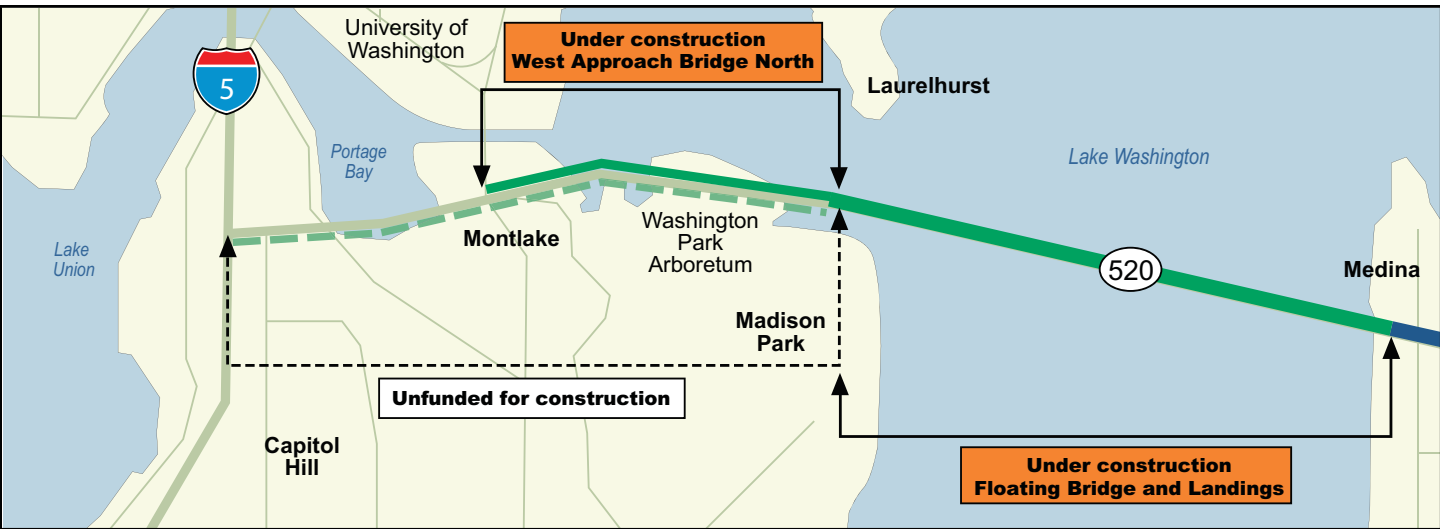 University of
Washington
Under construction
West Approach Bridge North
5
Laurelhurst
Portage
Bay
Lake Washington
Montlake
Washington
Park
Arboretum
Lake
Union
520
Medina
Madison
Park
Unfunded for construction
Capitol
Hill
Under construction
Floating Bridge and Landings